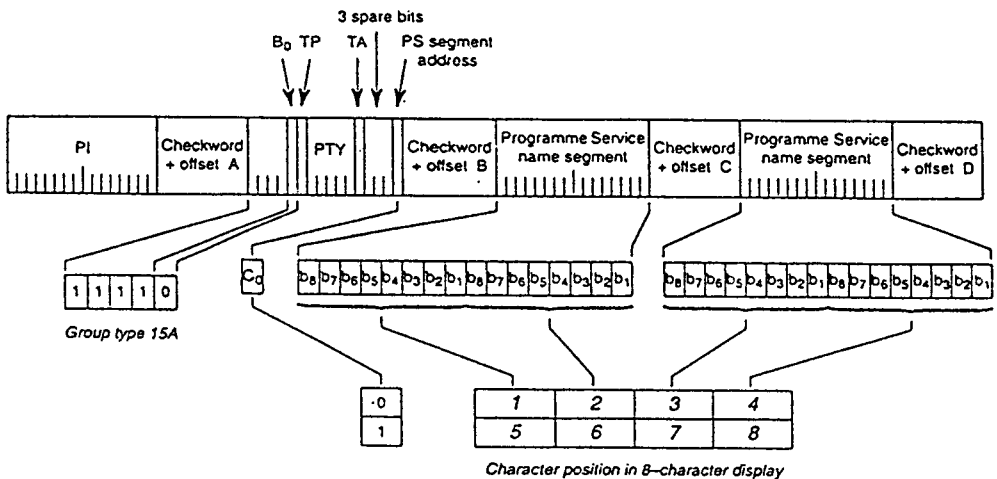 3 spare bits
B₀ TP TA PS segment
address
PI
Checkword
+ offset A
PTY
Checkword
+ offset B
Programme Service
name segment
Checkword
+ offset C
Programme Service
name segment
Checkword
+ offset D
1 1 1 1 0
Group type 15A
C₀
b₈ b₇ b₆ b₅ b₄ b₃ b₂ b₁ b₈ b₇ b₆ b₅ b₄ b₃ b₂ b₁
b₈ b₇ b₆ b₅ b₄ b₃ b₂ b₁ b₈ b₇ b₆ b₅ b₄ b₃ b₂ b₁
0
1
1 2 3 4
5 6 7 8
Character position in 8–character display